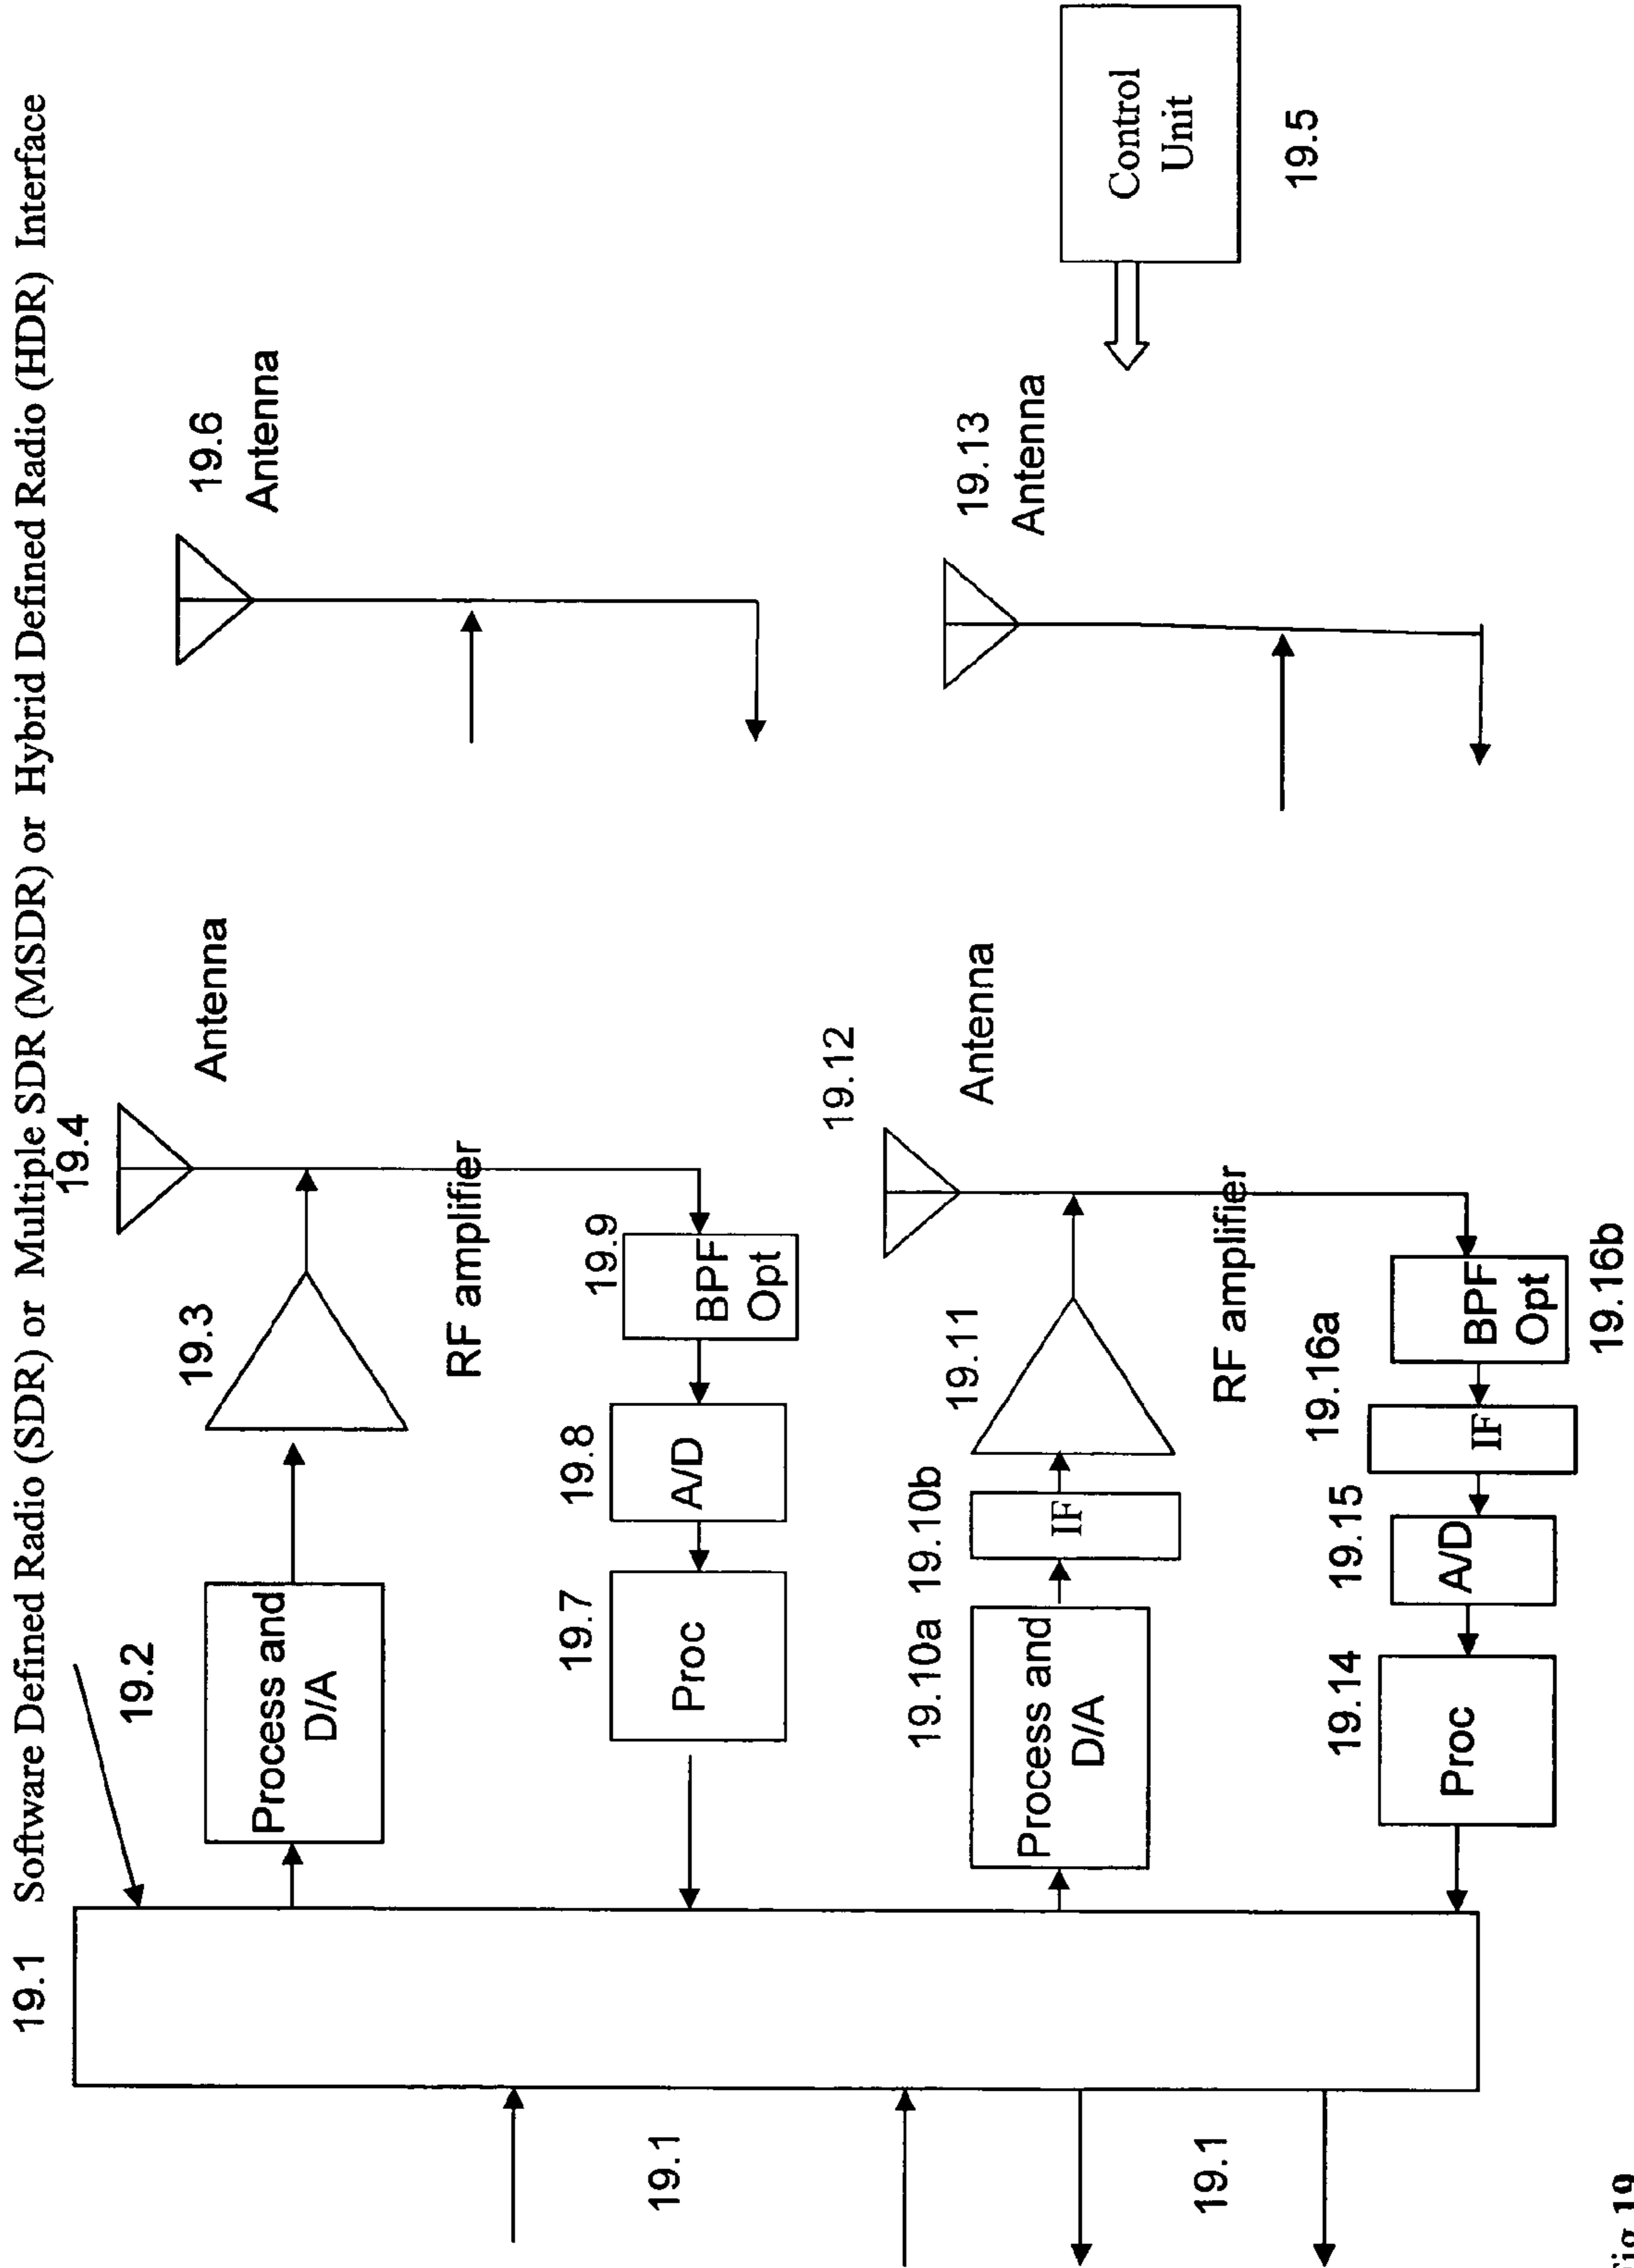 19.1 Software Defined Radio (SDR) or Multiple SDR (MSDR) or Hybrid Defined Radio (HDR) Interface
19.2
Process and
D/A
19.3
RF amplifier
19.4
Antenna
19.6
Antenna
19.7
Proc
19.8
A/D
19.9
BPF
Opt
19.1
19.10a
Process and
D/A
19.10b
IF
19.11
RF amplifier
19.12
Antenna
19.13
Antenna
Control
Unit
19.5
19.1
19.14
Proc
19.15
A/D
19.16a
IF
BPF
Opt
19.16b
19